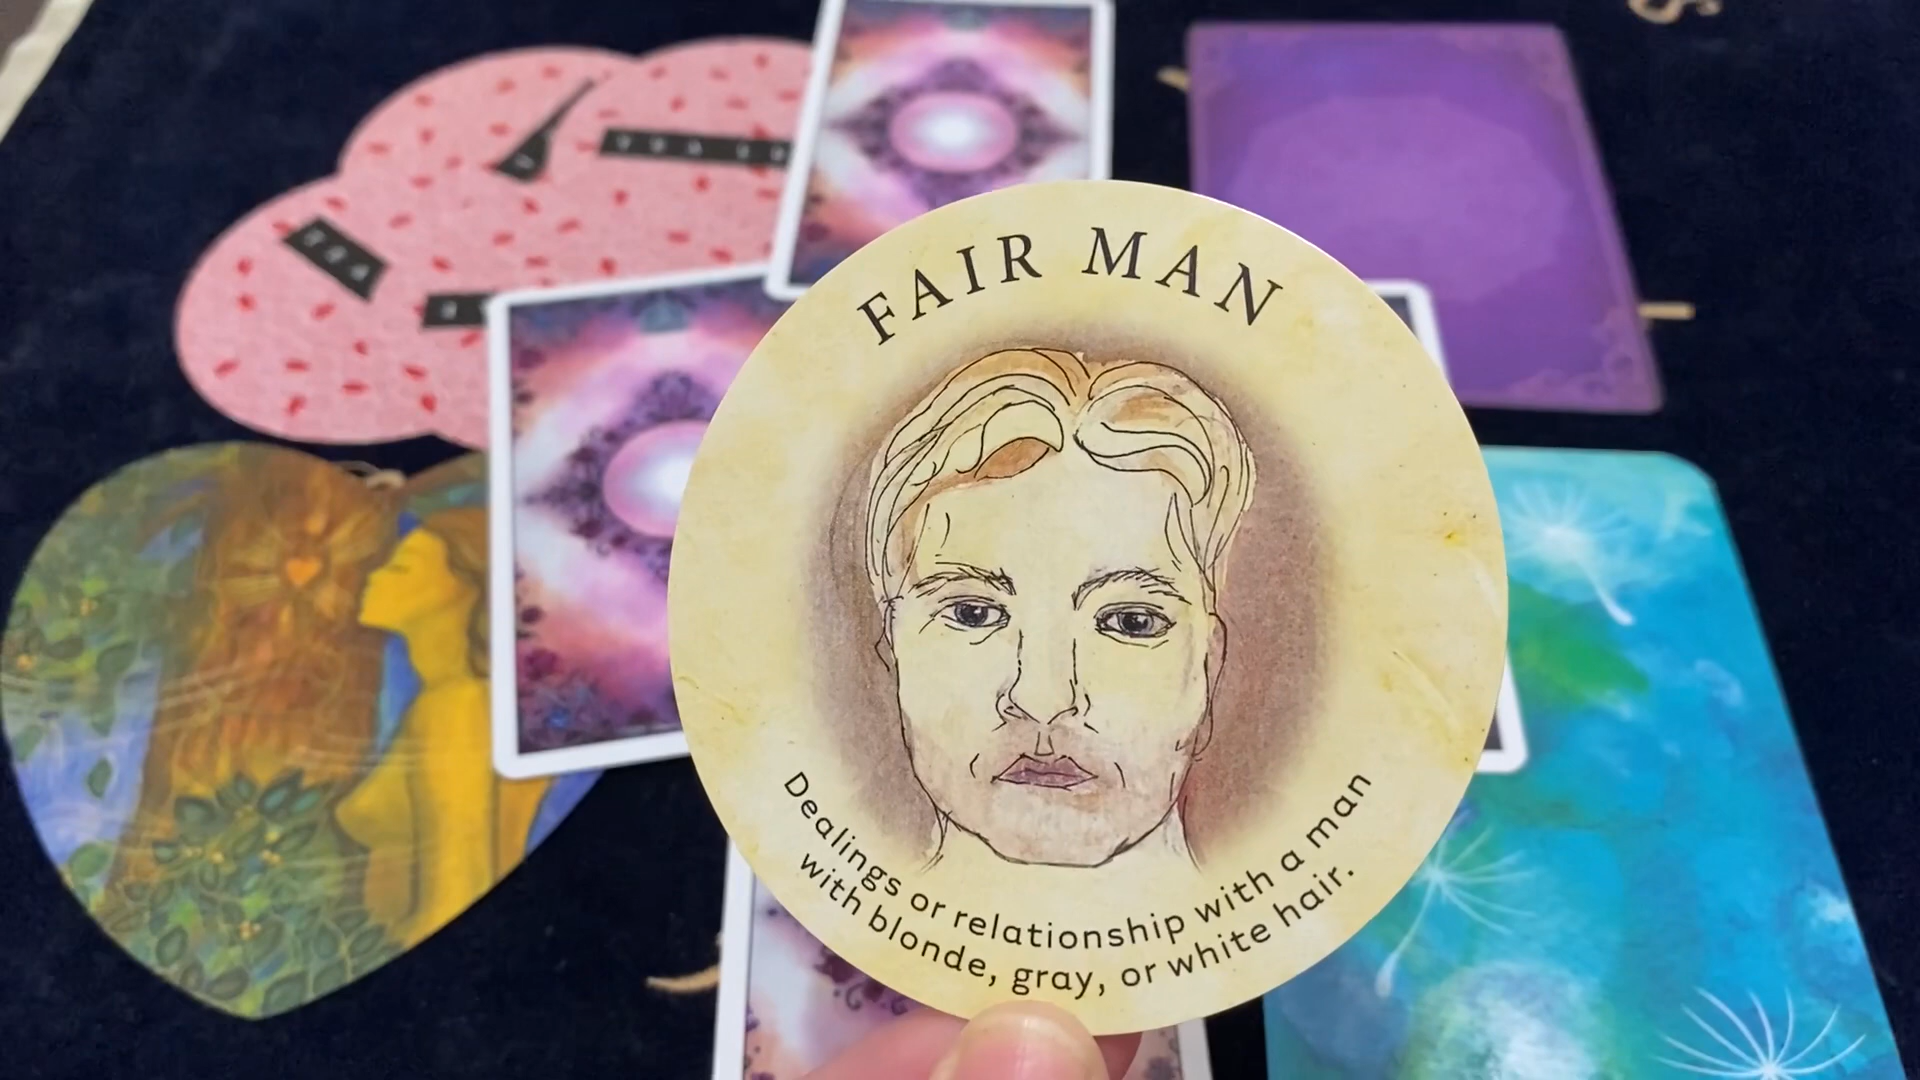 FAIR MAN
Dealings or relationship with a man
with blonde, gray, or white hair.